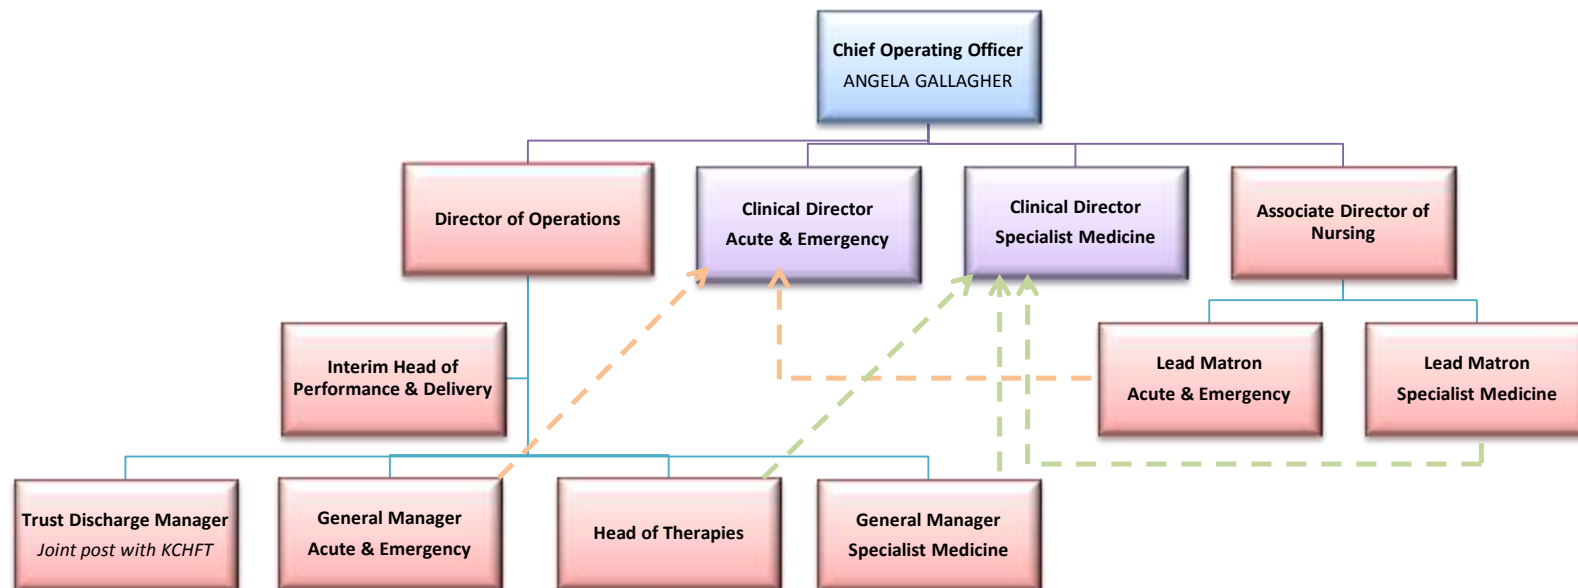 Chief Operating Officer
ANGELA GALLAGHER
Director of Operations
Clinical Director
Acute & Emergency
Clinical Director
Specialist Medicine
Associate Director of
Nursing
Interim Head of
Performance & Delivery
Lead Matron
Acute & Emergency
Lead Matron
Specialist Medicine
Trust Discharge Manager
Joint post with KCHFT
General Manager
Acute & Emergency
Head of Therapies
General Manager
Specialist Medicine